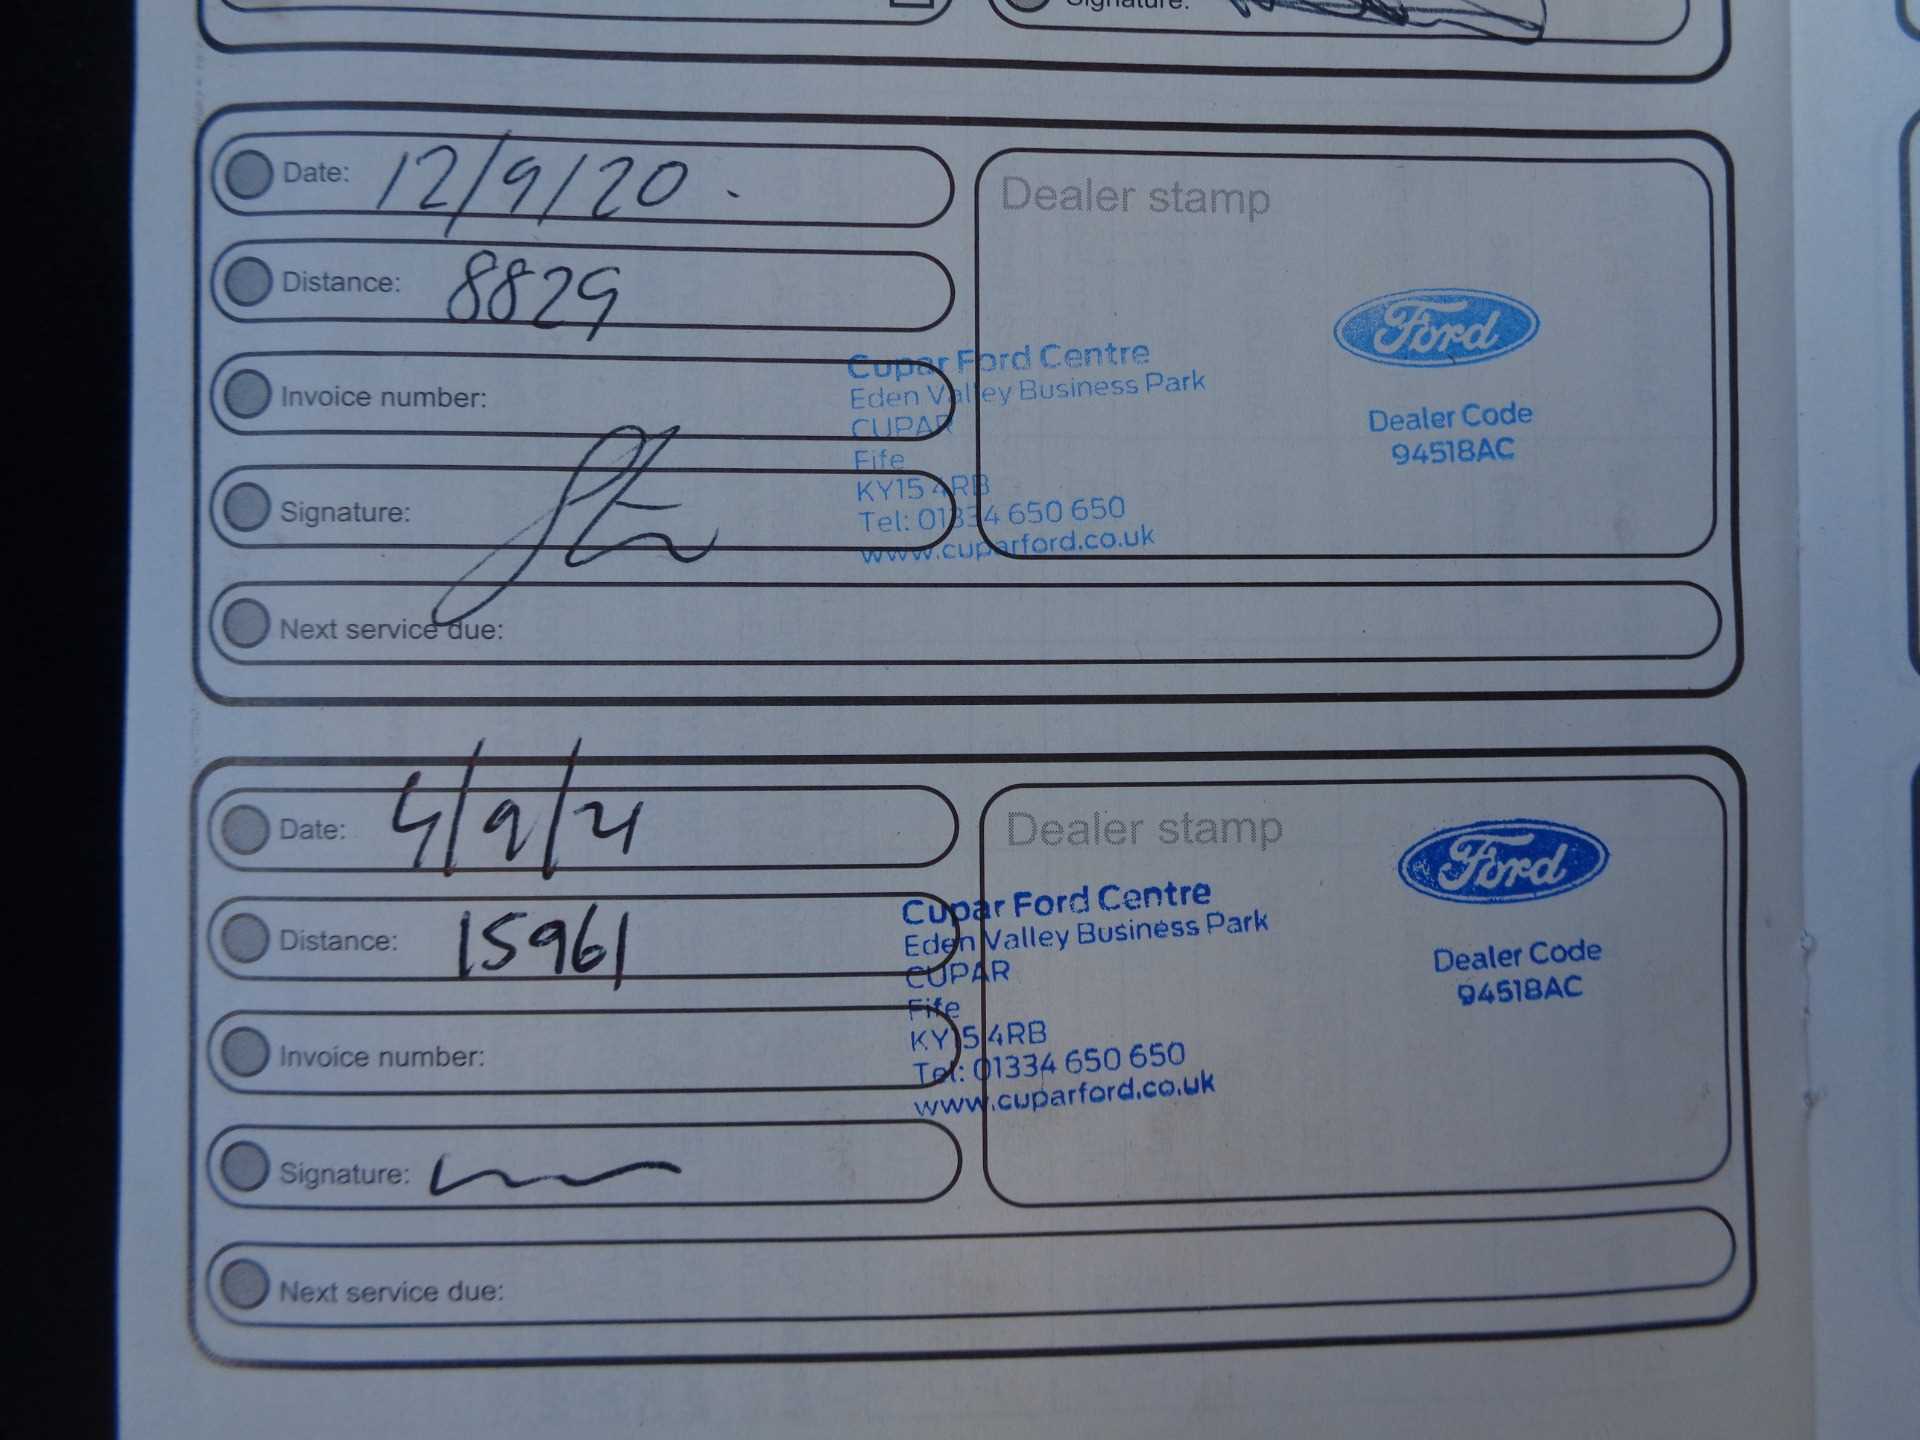 Signature:
Date: 12/9/20.
Dealer stamp
Distance: 8829
Ford
Cupar Ford Centre
Eden Valley Business Park
CUPAR
Fife
KY15 4RB
Tel: 01334 650 650
www.cuparford.co.uk
Dealer Code
94518AC
Invoice number:
Signature:
Next service due:
Date: 4/9/21
Dealer stamp
Ford
Distance: 15961
Cupar Ford Centre
Eden Valley Business Park
CUPAR
Fife
KY15 4RB
Tel: 01334 650 650
www.cuparford.co.uk
Dealer Code
94518AC
Invoice number:
Signature:
Next service due: